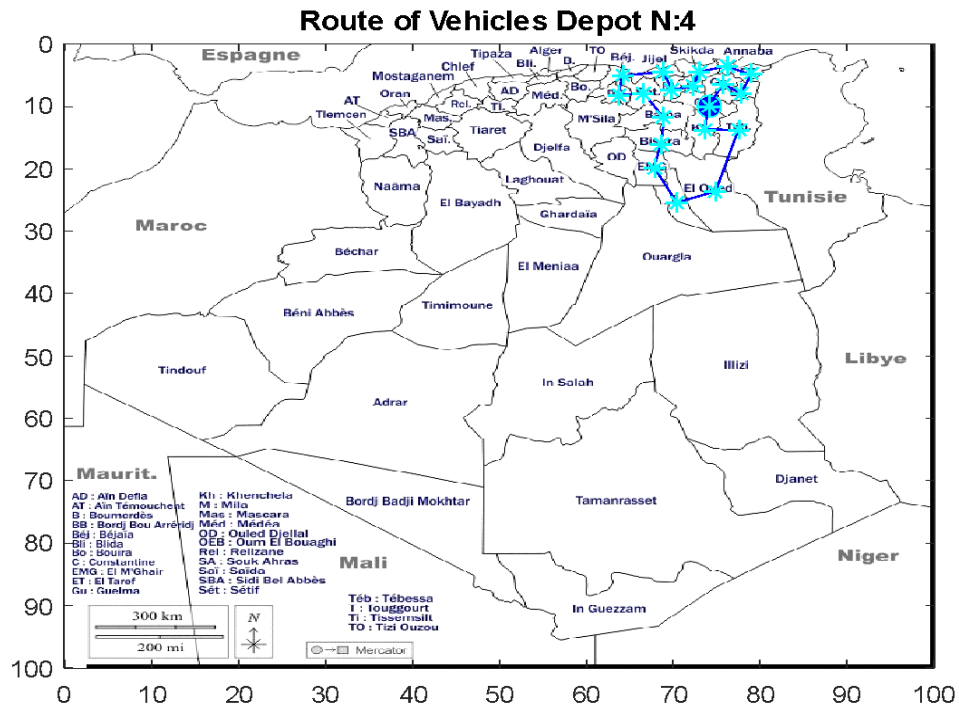 Route of Vehicles Depot N:4
0
10
20
30
40
50
60
70
80
90
100
Espagne
Tipaza
Alger
TO
Béj.
Jijel
Skikda
Annaba
Chlef
Bli.
B.
Mostaganem
Oran
Rel.
AD
Méd.
Bo.
AT
Tlemcen
Mas.
Ti.
M'Sila
SBA
Saï.
Tiaret
Djelfa
OD
Naâma
Laghouat
El Oued
Tunisie
El Bayadh
Ghardaïa
Maroc
Béchar
El Meniaa
Ouargla
Béni Abbès
Timimoune
Tindouf
In Salah
Illizi
Libye
Adrar
Maurit.
Djanet
Bordj Badji Mokhtar
Tamanrasset
Mali
Niger
In Guezzam
AD : Aïn Defla
AT : Aïn Témouchent
B : Boumerdès
BB : Bordj Bou Arréridj
Béj : Béjaïa
Bli : Blida
Bo : Bouira
C : Constantine
EMG : El M'Ghair
ET : El Taref
Gu : Guelma
Kh : Khenchela
M : Mila
Mas : Mascara
Méd : Médéa
OD : Ouled Djellal
OEB : Oum El Bouaghi
Rel : Relizane
SA : Souk Ahras
Saï : Saïda
SBA : Sidi Bel Abbès
Sét : Sétif
Téb : Tébessa
T : Touggourt
Ti : Tissemsilt
TO : Tizi Ouzou
300 km
200 mi
N
Mercator
0 10 20 30 40 50 60 70 80 90 100